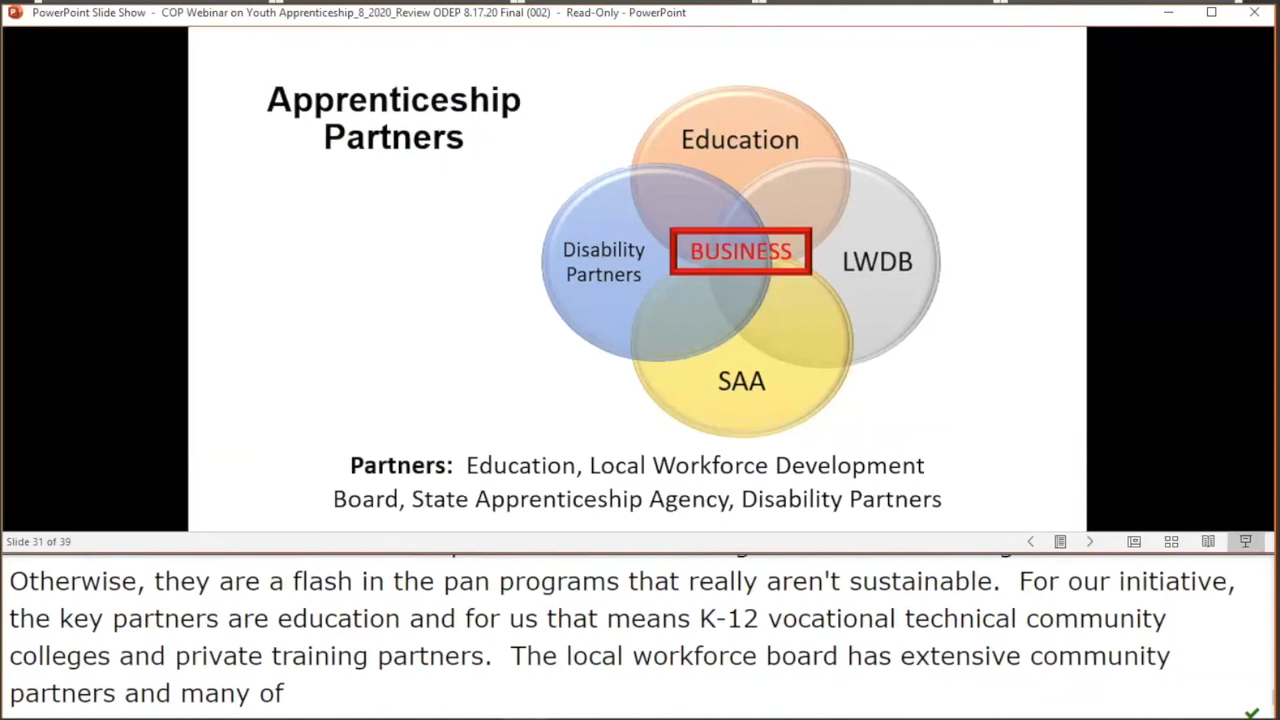 PowerPoint Slide Show - COP Webinar on Youth Apprenticeship_8_2020_Review ODEP 8.17.20 Final (002) - Read-Only - PowerPoint
Apprenticeship
Partners
Education
Disability
Partners
BUSINESS
LWDB
SAA
Partners: Education, Local Workforce Development
Board, State Apprenticeship Agency, Disability Partners
Slide 31 of 39
Otherwise, they are a flash in the pan programs that really aren't sustainable. For our initiative,
the key partners are education and for us that means K-12 vocational technical community
colleges and private training partners. The local workforce board has extensive community
partners and many of